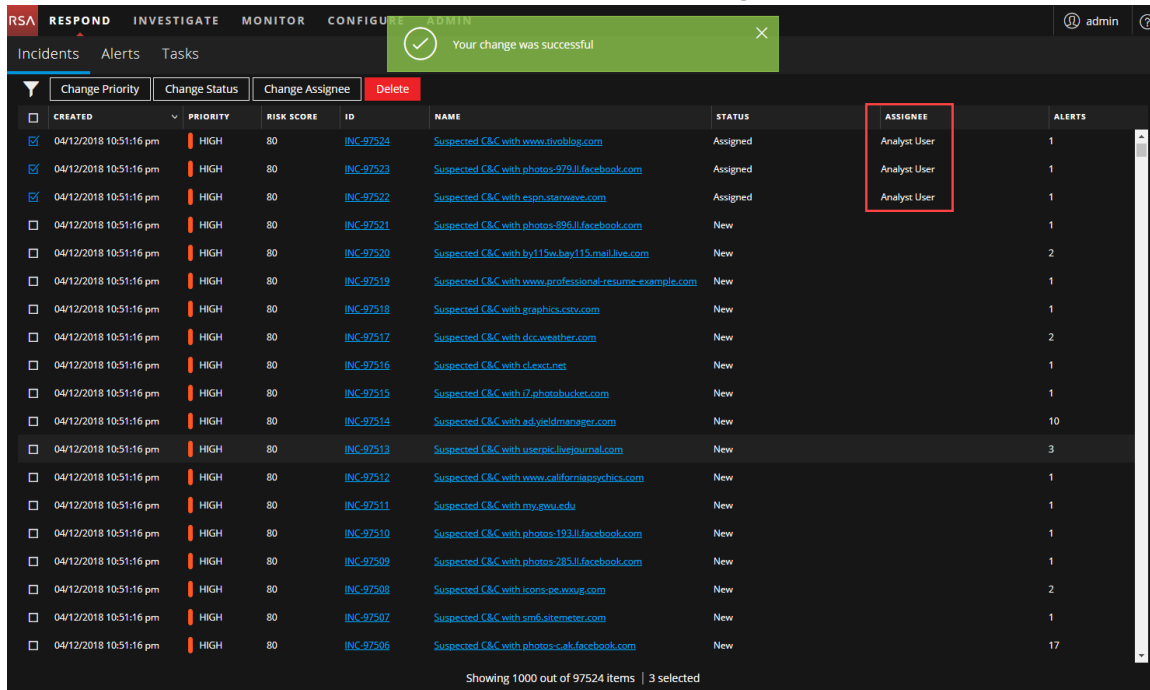 RSA RESPOND INVESTIGATE MONITOR CONFIGURE ADMIN admin
Your change was successful
Incidents Alerts Tasks
Change Priority Change Status Change Assignee Delete
CREATED PRIORITY RISK SCORE ID NAME STATUS ASSIGNEE ALERTS
04/12/2018 10:51:16 pm HIGH 80 INC-97524 Suspected C&C with www.tivoblog.com Assigned Analyst User 1
04/12/2018 10:51:16 pm HIGH 80 INC-97523 Suspected C&C with photos-979.ll.facebook.com Assigned Analyst User 1
04/12/2018 10:51:16 pm HIGH 80 INC-97522 Suspected C&C with espn.starwave.com Assigned Analyst User 1
04/12/2018 10:51:16 pm HIGH 80 INC-97521 Suspected C&C with photos-896.ll.facebook.com New 1
04/12/2018 10:51:16 pm HIGH 80 INC-97520 Suspected C&C with by115w.bay115.mail.live.com New 2
04/12/2018 10:51:16 pm HIGH 80 INC-97519 Suspected C&C with www.professional-resume-example.com New 1
04/12/2018 10:51:16 pm HIGH 80 INC-97518 Suspected C&C with graphics.cstv.com New 1
04/12/2018 10:51:16 pm HIGH 80 INC-97517 Suspected C&C with dcc.weather.com New 2
04/12/2018 10:51:16 pm HIGH 80 INC-97516 Suspected C&C with cl.exct.net New 1
04/12/2018 10:51:16 pm HIGH 80 INC-97515 Suspected C&C with i7.photobucket.com New 1
04/12/2018 10:51:16 pm HIGH 80 INC-97514 Suspected C&C with ad.yieldmanager.com New 10
04/12/2018 10:51:16 pm HIGH 80 INC-97513 Suspected C&C with userpic.livejournal.com New 3
04/12/2018 10:51:16 pm HIGH 80 INC-97512 Suspected C&C with www.californiapsychics.com New 1
04/12/2018 10:51:16 pm HIGH 80 INC-97511 Suspected C&C with my.gwu.edu New 1
04/12/2018 10:51:16 pm HIGH 80 INC-97510 Suspected C&C with photos-193.ll.facebook.com New 1
04/12/2018 10:51:16 pm HIGH 80 INC-97509 Suspected C&C with photos-285.ll.facebook.com New 1
04/12/2018 10:51:16 pm HIGH 80 INC-97508 Suspected C&C with icons-pe.wxug.com New 2
04/12/2018 10:51:16 pm HIGH 80 INC-97507 Suspected C&C with sm6.sitemeter.com New 1
04/12/2018 10:51:16 pm HIGH 80 INC-97506 Suspected C&C with photos-c.ak.facebook.com New 17
Showing 1000 out of 97524 items | 3 selected